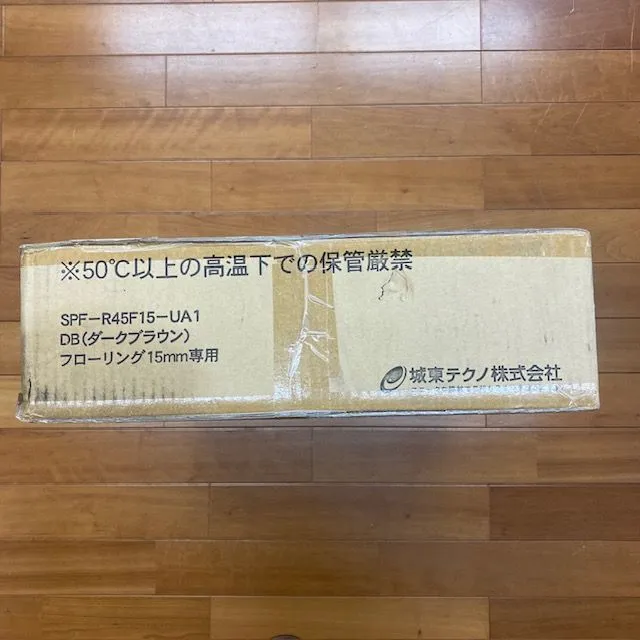 ※50℃以上の高温下での保管厳禁
SPF-R45F15-UA1
DB(ダークブラウン)
フローリング15mm専用
城東テクノ株式会社